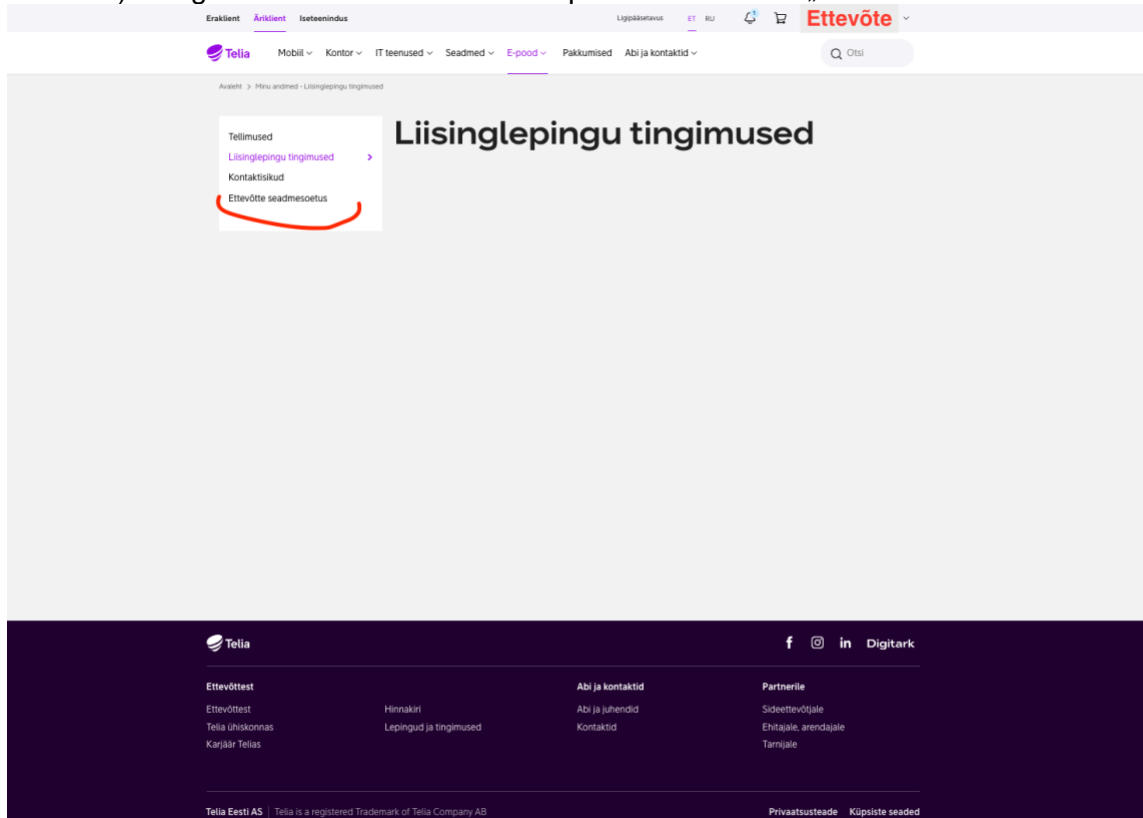 Eraklient Äriklient Iseteenindus Ligipääsetavus ET RU 1 Ettevõte
Telia Mobiil Kontor IT teenused Seadmed E-pood Pakkumised Abi ja kontaktid Otsi
Avaleht > Minu andmed - Liisinglepingu tingimused
Liisinglepingu tingimused
Tellimused
Liisinglepingu tingimused
Kontaktisikud
Ettevõtte seadmesoetus
Telia Digitark
Ettevõttest Abi ja kontaktid Partnerile
Ettevõttest Hinnakiri Abi ja juhendid Sideettevõtjale
Telia ühiskonnas Lepingud ja tingimused Kontaktid Ehitajale, arendajale
Karjäär Telias Tarnijale
Telia Eesti AS | Telia is a registered Trademark of Telia Company AB Privaatsusteade Küpsiste seaded